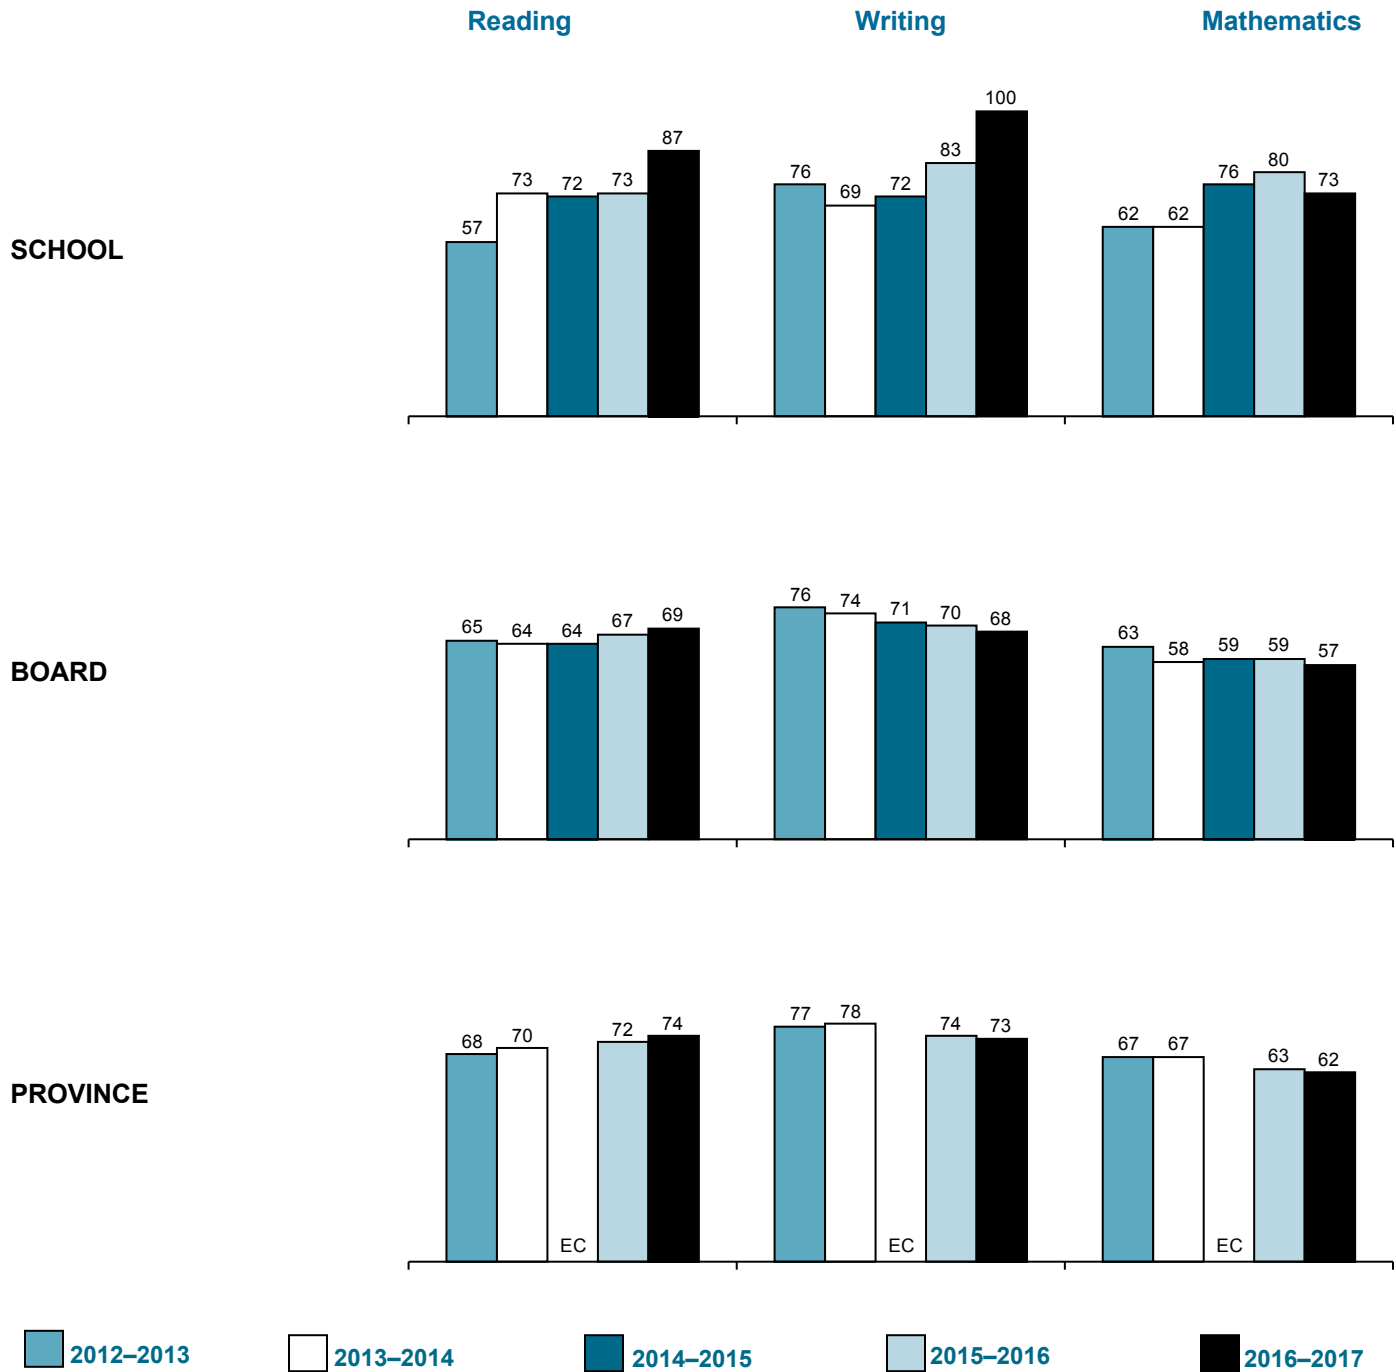 Reading Writing Mathematics
100
87
83
80
76 76
73 73 73
72 72
69
62 62
57
SCHOOL
76 74
71 70
69 68
67
65 64 64
63
58 59 59 57
BOARD
77 78
74 74 73
72
70
68
67 67
63 62
PROVINCE
EC EC EC
2012–2013 2013–2014 2014–2015 2015–2016 2016–2017